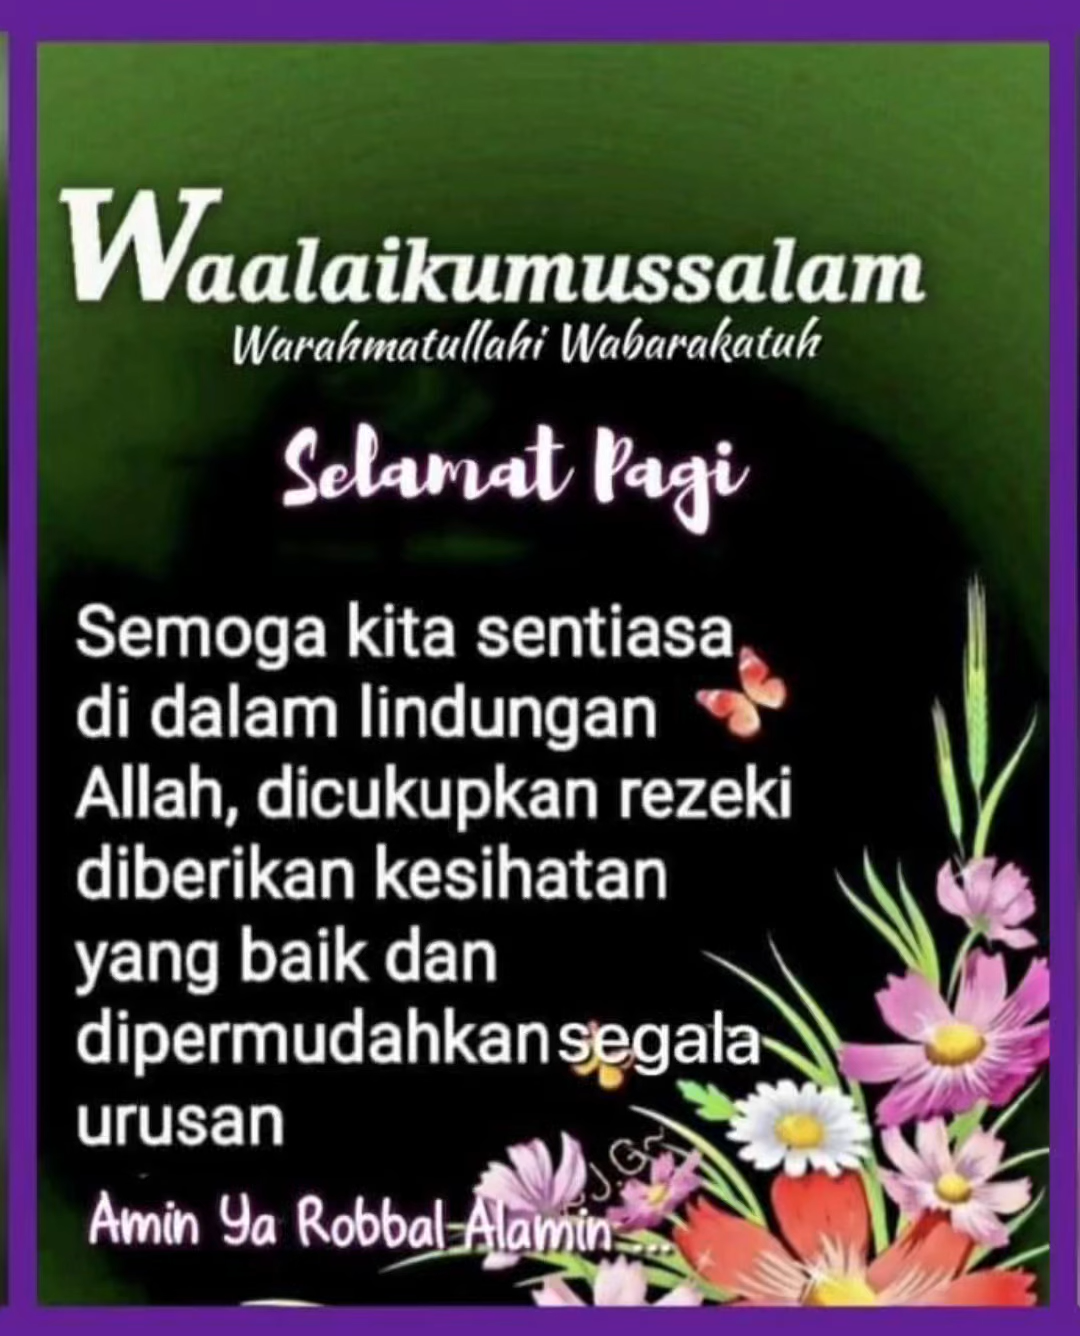 Waalaikumussalam
Warahmatullahi Wabarakatuh
Selamat Pagi
Semoga kita sentiasa
di dalam lindungan
Allah, dicukupkan rezeki
diberikan kesihatan
yang baik dan
dipermudahkan segala
urusan
J.G~
Amin Ya Robbal-Alamin....